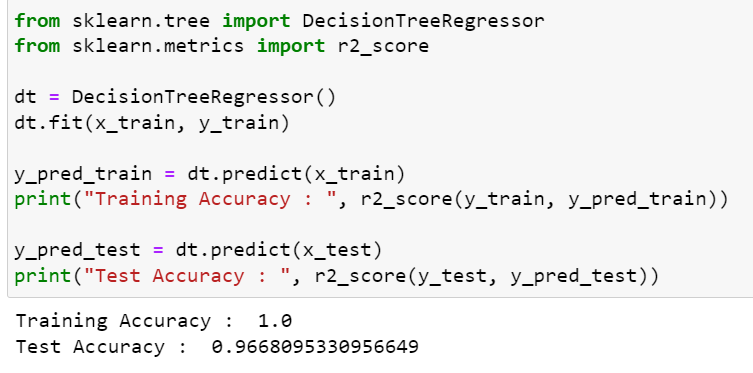 from sklearn.tree import DecisionTreeRegressor
from sklearn.metrics import r2_score
dt = DecisionTreeRegressor()
dt.fit(x_train, y_train)
y_pred_train = dt.predict(x_train)
print("Training Accuracy : ", r2_score(y_train, y_pred_train))
y_pred_test = dt.predict(x_test)
print("Test Accuracy : ", r2_score(y_test, y_pred_test))
Training Accuracy :  1.0
Test Accuracy :  0.9668095330956649